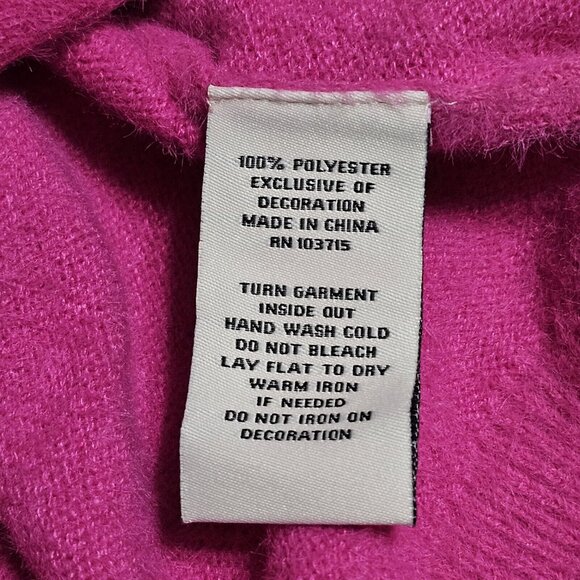 100% POLYESTER
EXCLUSIVE OF
DECORATION
MADE IN CHINA
RN 103715
TURN GARMENT
INSIDE OUT
HAND WASH COLD
DO NOT BLEACH
LAY FLAT TO DRY
WARM IRON
IF NEEDED
DO NOT IRON ON
DECORATION